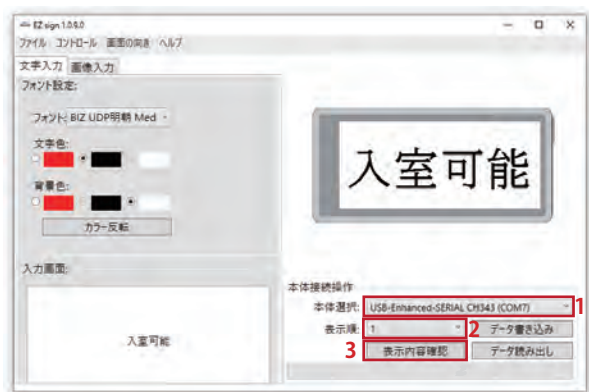 EZ sign 1.0.6.0
ファイル コントロール 画面の向き ヘルプ
文字入力 画像入力
フォント設定:
フォント: BIZ UDP明朝 Med
文字色:
背景色:
カラー反転
入力画面:
入室可能
入室可能
本体接続操作
本体選択: USB-Enhanced-SERIAL CH343 (COM7) 1
表示順: 1 2 データ書き込み
3 表示内容確認 データ読み出し